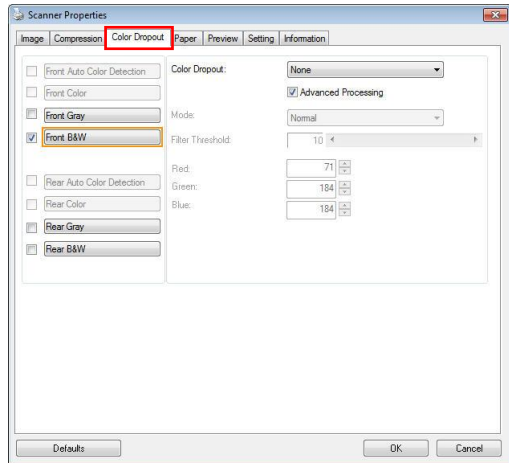 Scanner Properties
Image Compression Color Dropout Paper Preview Setting Information
Front Auto Color Detection
Front Color
Front Gray
Front B&W
Rear Auto Color Detection
Rear Color
Rear Gray
Rear B&W
Color Dropout: None
Advanced Processing
Mode: Normal
Filter Threshold: 10
Red: 71
Green: 184
Blue: 184
Defaults OK Cancel